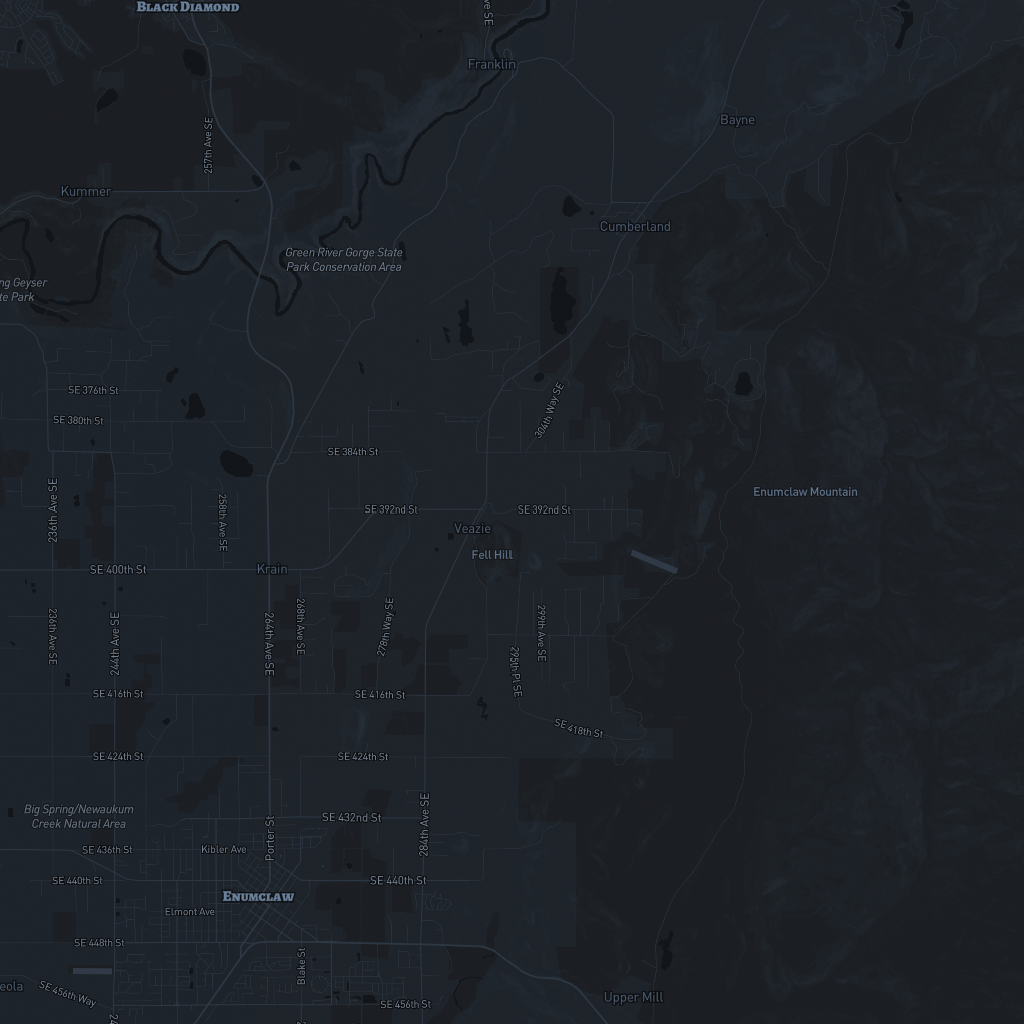 BLACK DIAMOND
ve SE
Franklin
Bayne
257th Ave SE
Kummer
Cumberland
Green River Gorge State
Park Conservation Area
ng Geyser
te Park
SE 376th St
304th Way SE
SE 380th St
SE 384th St
Enumclaw Mountain
236th Ave SE
258th Ave SE
SE 392nd St
SE 392nd St
Veazie
Fell Hill
SE 400th St
Krain
236th Ave SE
244th Ave SE
264th Ave SE
268th Ave SE
278th Way SE
299th Ave SE
295th Pl SE
SE 416th St
SE 416th St
SE 418th St
SE 424th St
SE 424th St
Big Spring/Newaukum
Creek Natural Area
SE 432nd St
284th Ave SE
Porter St
SE 436th St
Kibler Ave
SE 440th St
SE 440th St
ENUMCLAW
Elmont Ave
SE 448th St
Blake St
eola
SE 456th Way
SE 456th St
Upper Mill